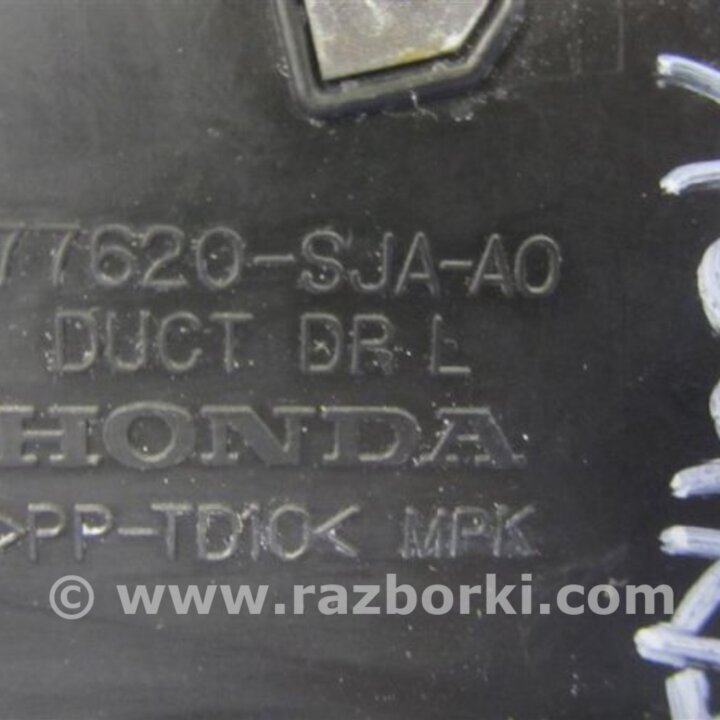 77620-SJA-A0
DUCT DR L
HONDA
>PP-TD10< MPK
© www.razborki.com